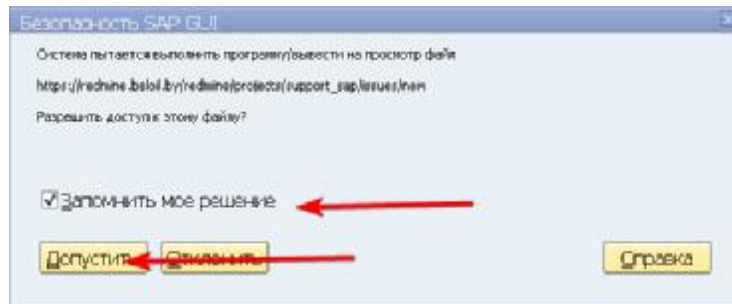 Безопасность SAP GUI
Система пытается выполнить программу/вывести на просмотр файл
https://redmine.beloil.by/redmine/projects/support_sap/issues/new
Разрешить доступ к этому файлу?
Запомнить мое решение
Допустить Отклонить Справка